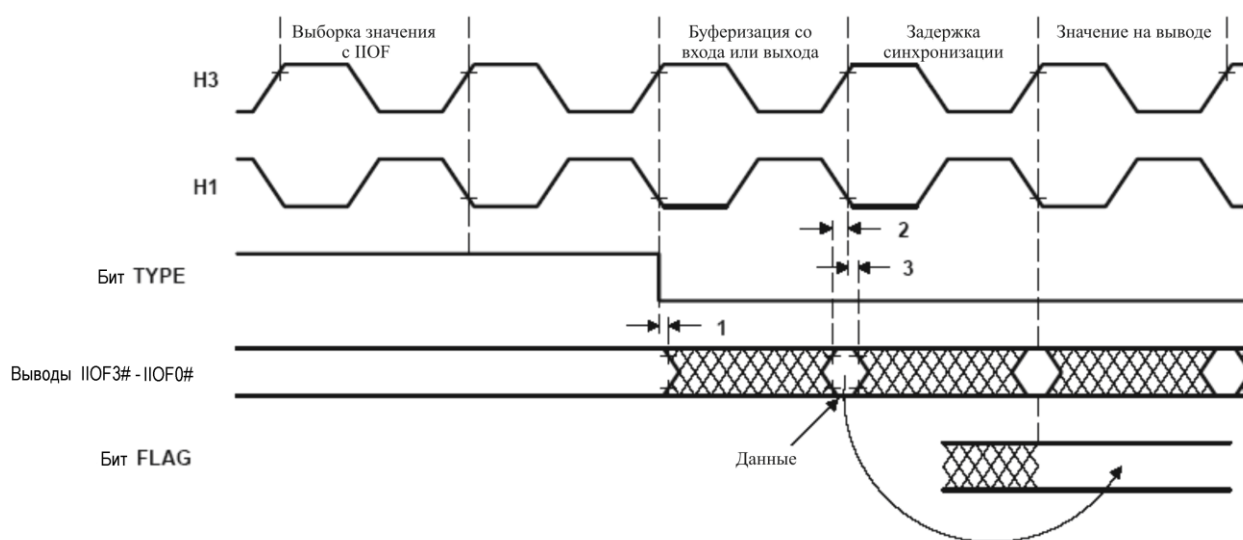 Выборка значения
с IIOF
Буферизация со
входа или выхода
Задержка
синхронизации
Значение на выводе
H3
H1
2
3
Бит TYPE
1
Выводы IIOF3# - IIOF0#
Данные
Бит FLAG